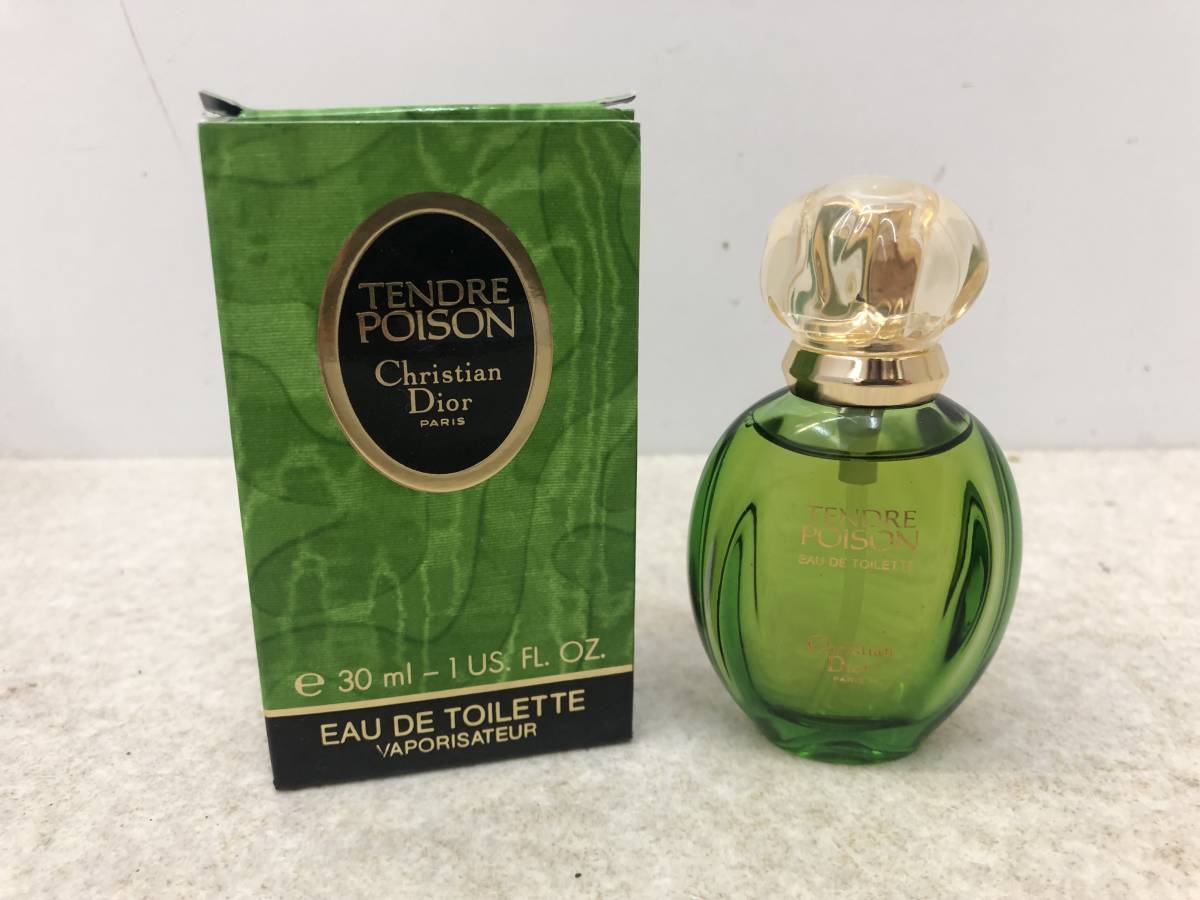 TENDRE
POISON
Christian
Dior
PARIS
e 30 ml – 1 US. FL. OZ.
EAU DE TOILETTE
VAPORISATEUR
TENDRE
POISON
EAU DE TOILETTE
Christian
Dior
PARIS